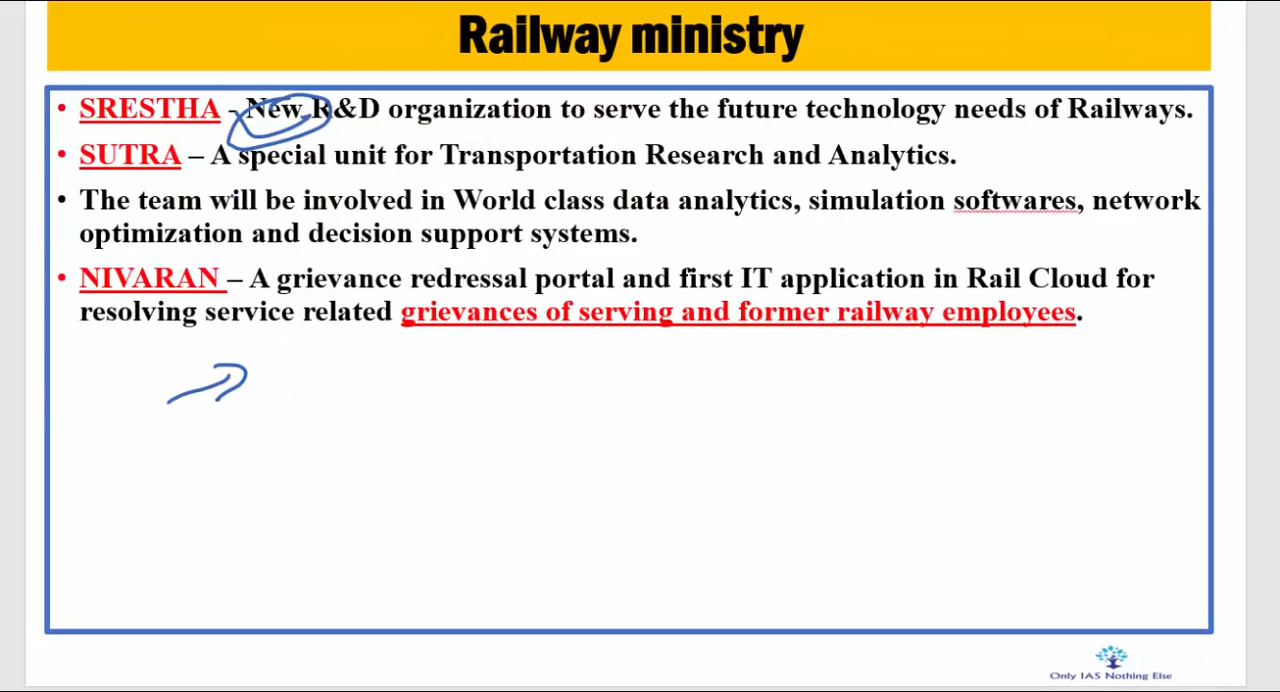 Railway ministry
• SRESTHA - New R&D organization to serve the future technology needs of Railways.
• SUTRA – A special unit for Transportation Research and Analytics.
• The team will be involved in World class data analytics, simulation softwares, network
optimization and decision support systems.
• NIVARAN – A grievance redressal portal and first IT application in Rail Cloud for
resolving service related grievances of serving and former railway employees.
Only IAS Nothing Else